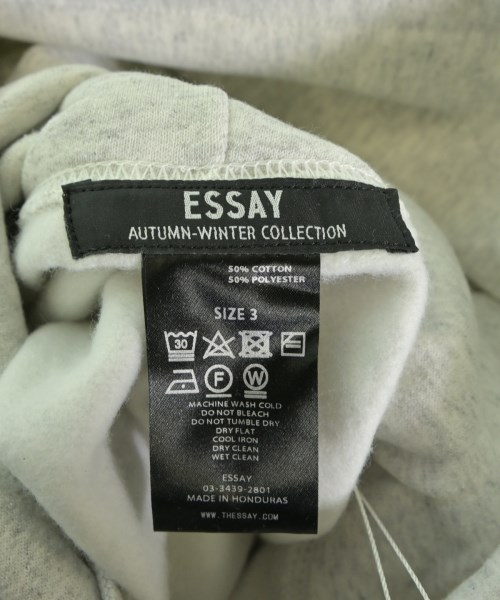 ESSAY
AUTUMN-WINTER COLLECTION
50% COTTON
50% POLYESTER
SIZE 3
30
F W
MACHINE WASH COLD
DO NOT BLEACH
DO NOT TUMBLE DRY
DRY FLAT
COOL IRON
DRY CLEAN
WET CLEAN
ESSAY
03-3439-2801
MADE IN HONDURAS
WWW.THESSAY.COM